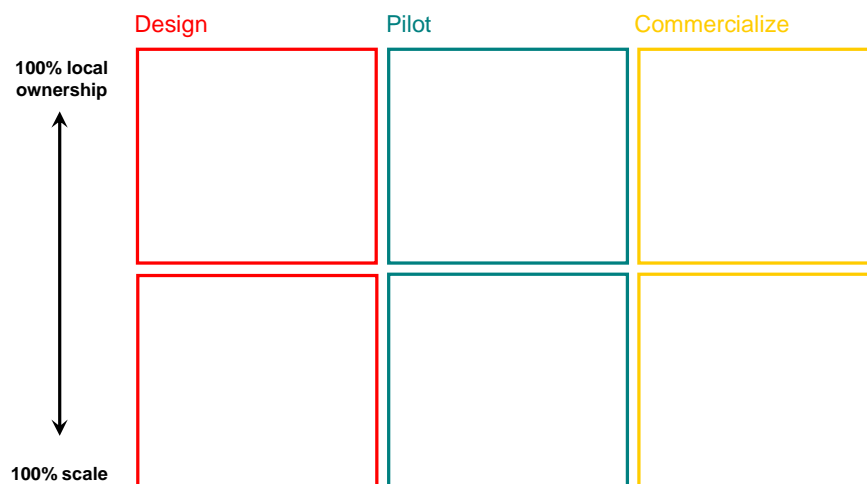 Design
Pilot
Commercialize
100% local
ownership
100% scale